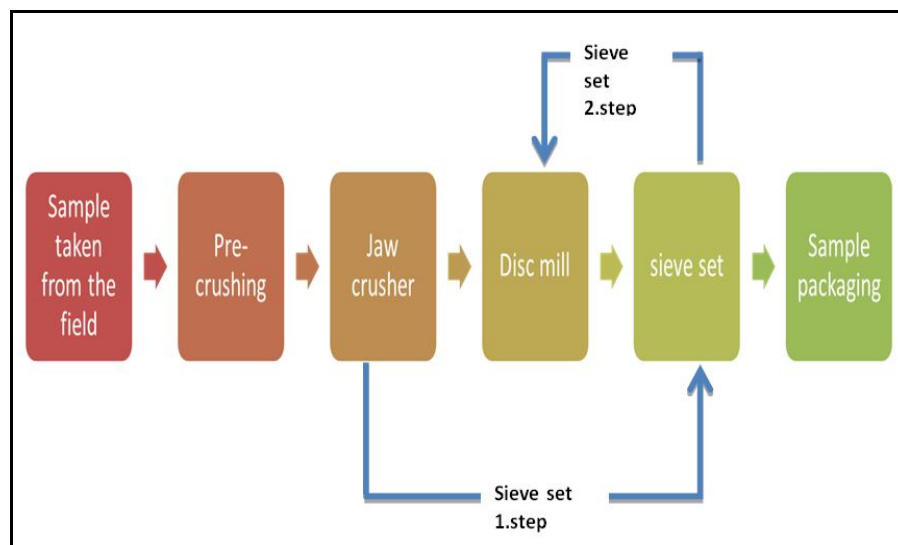 Sieve
set
2.step
Sample
taken
from the
field
Pre-
crushing
Jaw
crusher
Disc mill
sieve set
Sample
packaging
Sieve set
1.step